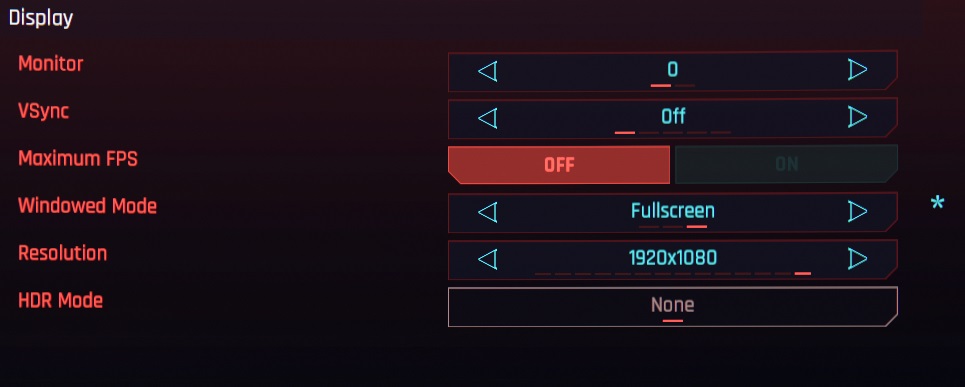 Display
Monitor 0
VSync Off
Maximum FPS OFF ON
Windowed Mode Fullscreen *
Resolution 1920x1080
HDR Mode None